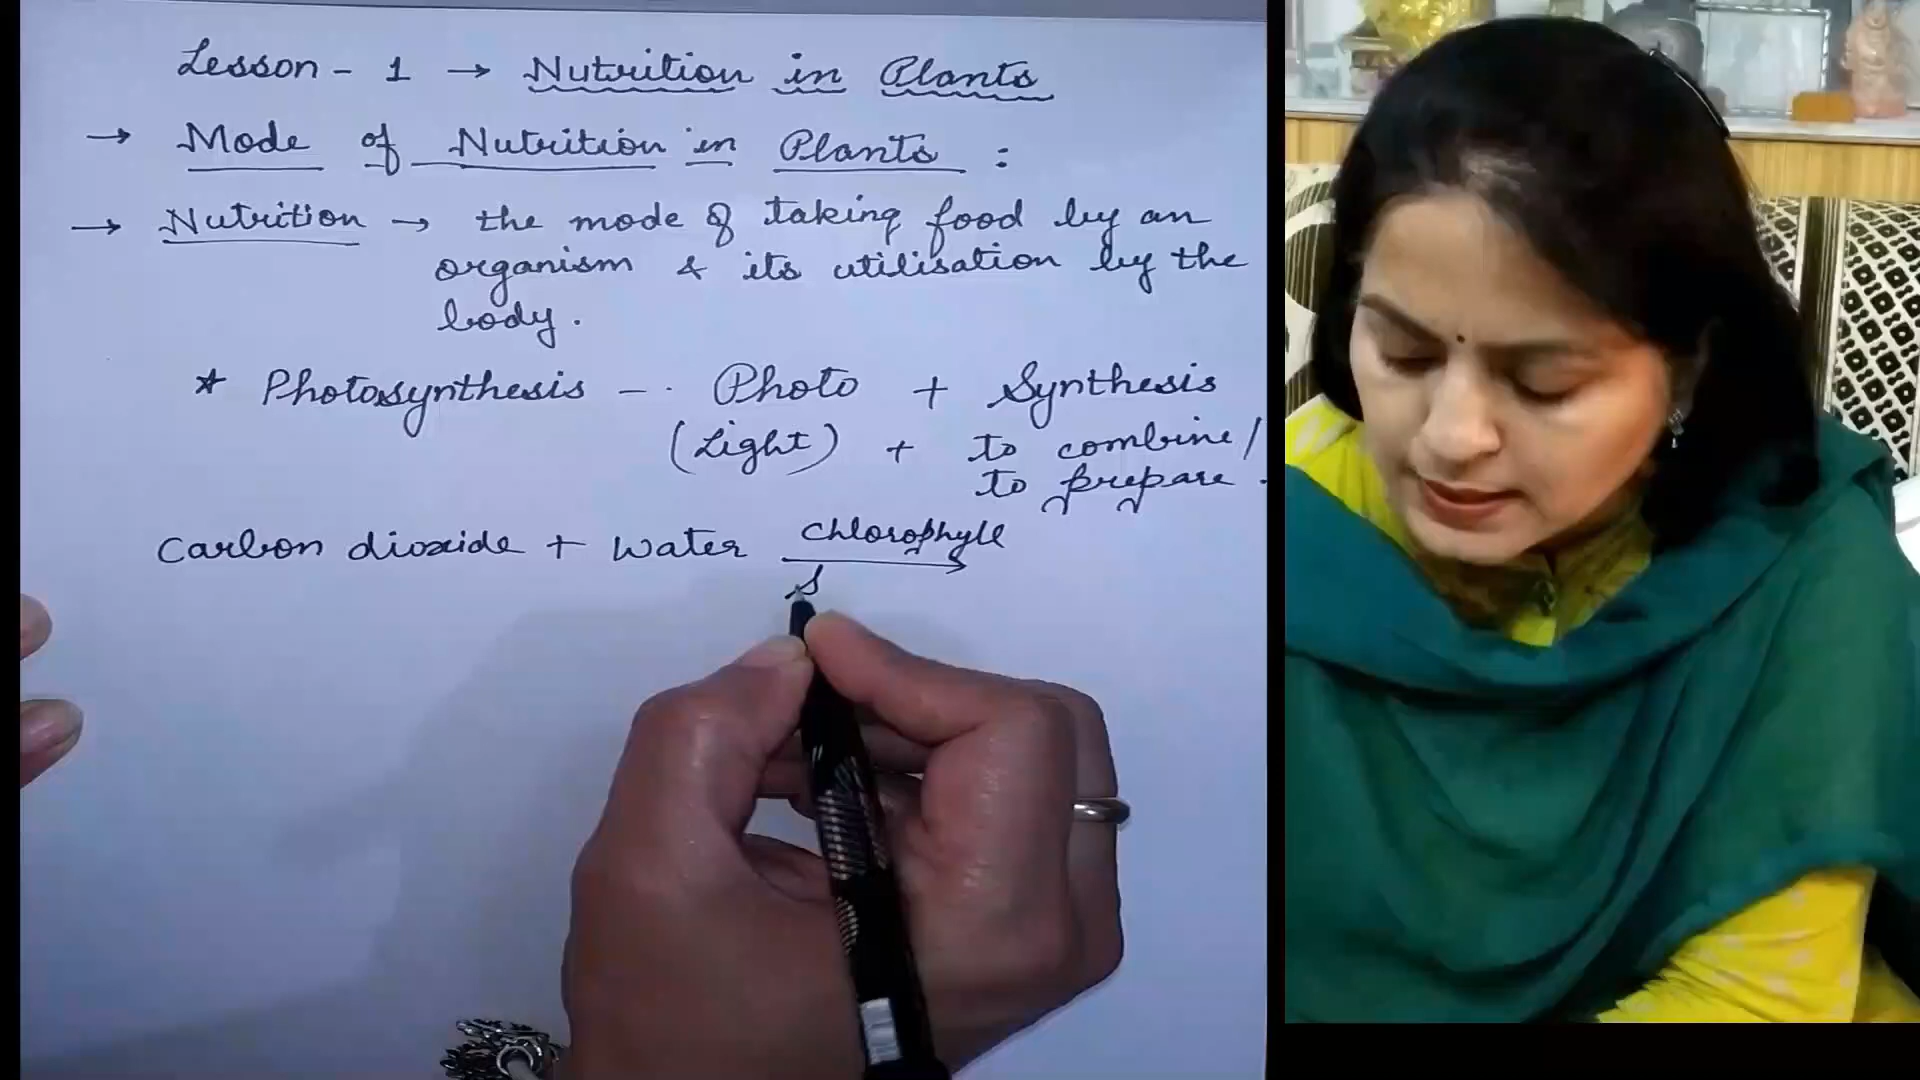 Lesson - 1 → Nutrition in Plants
→ Mode of Nutrition in Plants :
→ Nutrition → the mode of taking food by an
organism & its utilisation by the
body.
* Photosynthesis - Photo + Synthesis
(Light) + to combine/
to prepare.
Carbon dioxide + Water Chlorophyll →
S